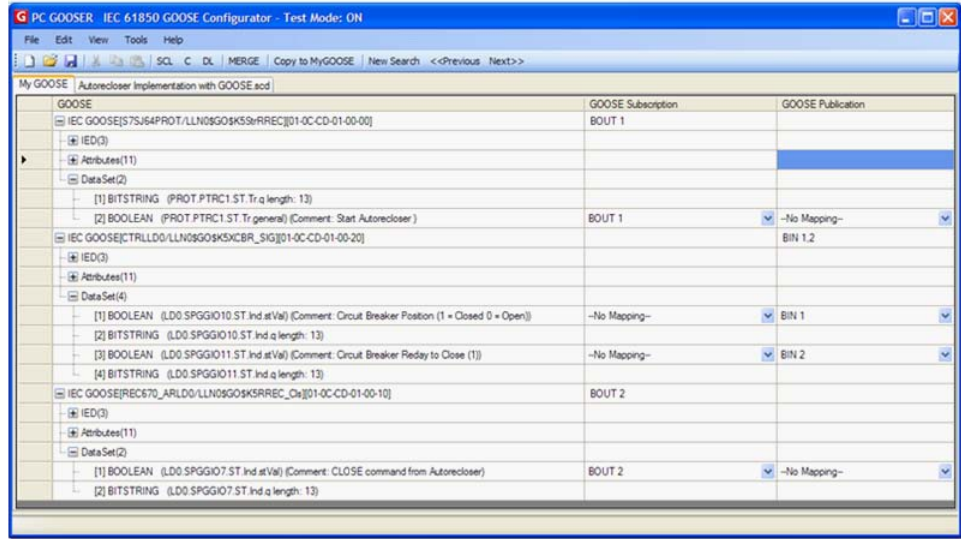 G PC GOOSER IEC 61850 GOOSE Configurator - Test Mode: ON
File Edit View Tools Help
SCL C DL MERGE Copy to MyGOOSE New Search <<Previous Next>>
My GOOSE Autorecloser Implementation with GOOSE.scd
GOOSE GOOSE Subscription GOOSE Publication
IEC GOOSE[S7SJ64PROT/LLN0$GO$K5StrRREC][01-0C-CD-01-00-00] BOUT 1
IED(3)
Attributes(11)
DataSet(2)
[1] BITSTRING (PROT.PTRC1.ST.Tr.q length: 13)
[2] BOOLEAN (PROT.PTRC1.ST.Tr.general) (Comment: Start Autorecloser ) BOUT 1 --No Mapping--
IEC GOOSE[CTRLLD0/LLN0$GO$K5XCBR_SIG][01-0C-CD-01-00-20] BIN 1,2
IED(3)
Attributes(11)
DataSet(4)
[1] BOOLEAN (LD0.SPGGIO10.ST.Ind.stVal) (Comment: Circuit Breaker Position (1 = Closed 0 = Open)) --No Mapping-- BIN 1
[2] BITSTRING (LD0.SPGGIO10.ST.Ind.q length: 13)
[3] BOOLEAN (LD0.SPGGIO11.ST.Ind.stVal) (Comment: Circuit Breaker Reday to Close (1)) --No Mapping-- BIN 2
[4] BITSTRING (LD0.SPGGIO11.ST.Ind.q length: 13)
IEC GOOSE[REC670_ARLD0/LLN0$GO$K5RREC_Cls][01-0C-CD-01-00-10] BOUT 2
IED(3)
Attributes(11)
DataSet(2)
[1] BOOLEAN (LD0.SPGGIO7.ST.Ind.stVal) (Comment: CLOSE command from Autorecloser) BOUT 2 --No Mapping--
[2] BITSTRING (LD0.SPGGIO7.ST.Ind.q length: 13)